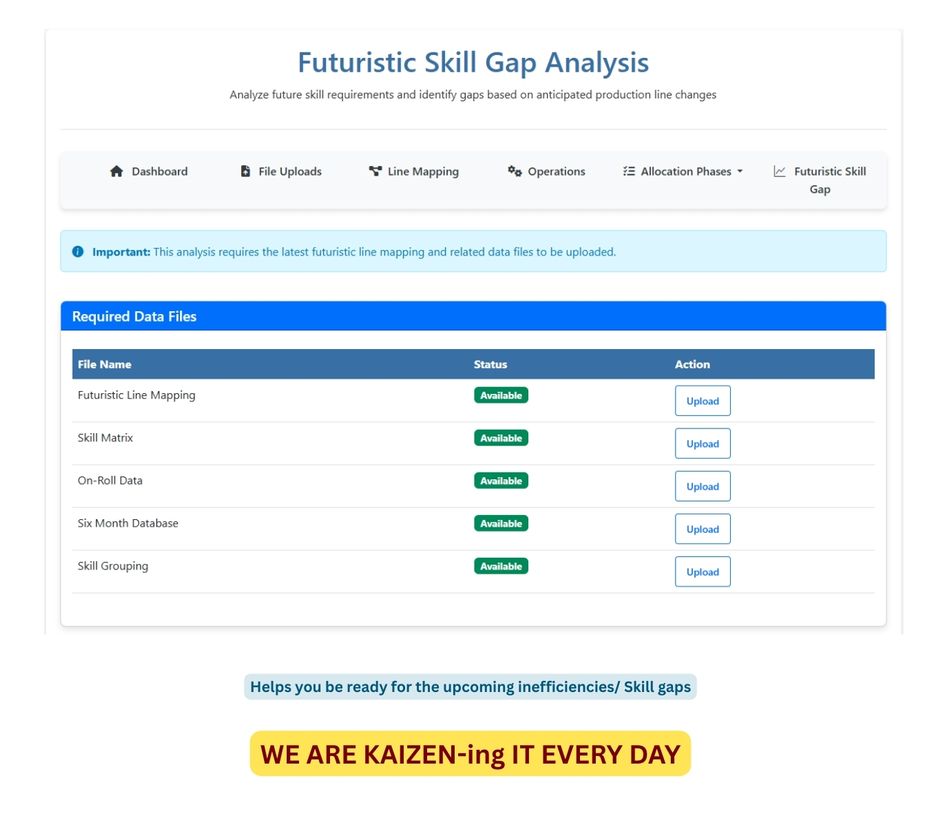 Futuristic Skill Gap Analysis
Analyze future skill requirements and identify gaps based on anticipated production line changes
Dashboard
File Uploads
Line Mapping
Operations
Allocation Phases
Futuristic Skill
Gap
Important: This analysis requires the latest futuristic line mapping and related data files to be uploaded.
Required Data Files
File Name Status Action
Futuristic Line Mapping Available Upload
Skill Matrix Available Upload
On-Roll Data Available Upload
Six Month Database Available Upload
Skill Grouping Available Upload
Helps you be ready for the upcoming inefficiencies/ Skill gaps
WE ARE KAIZEN-ing IT EVERY DAY